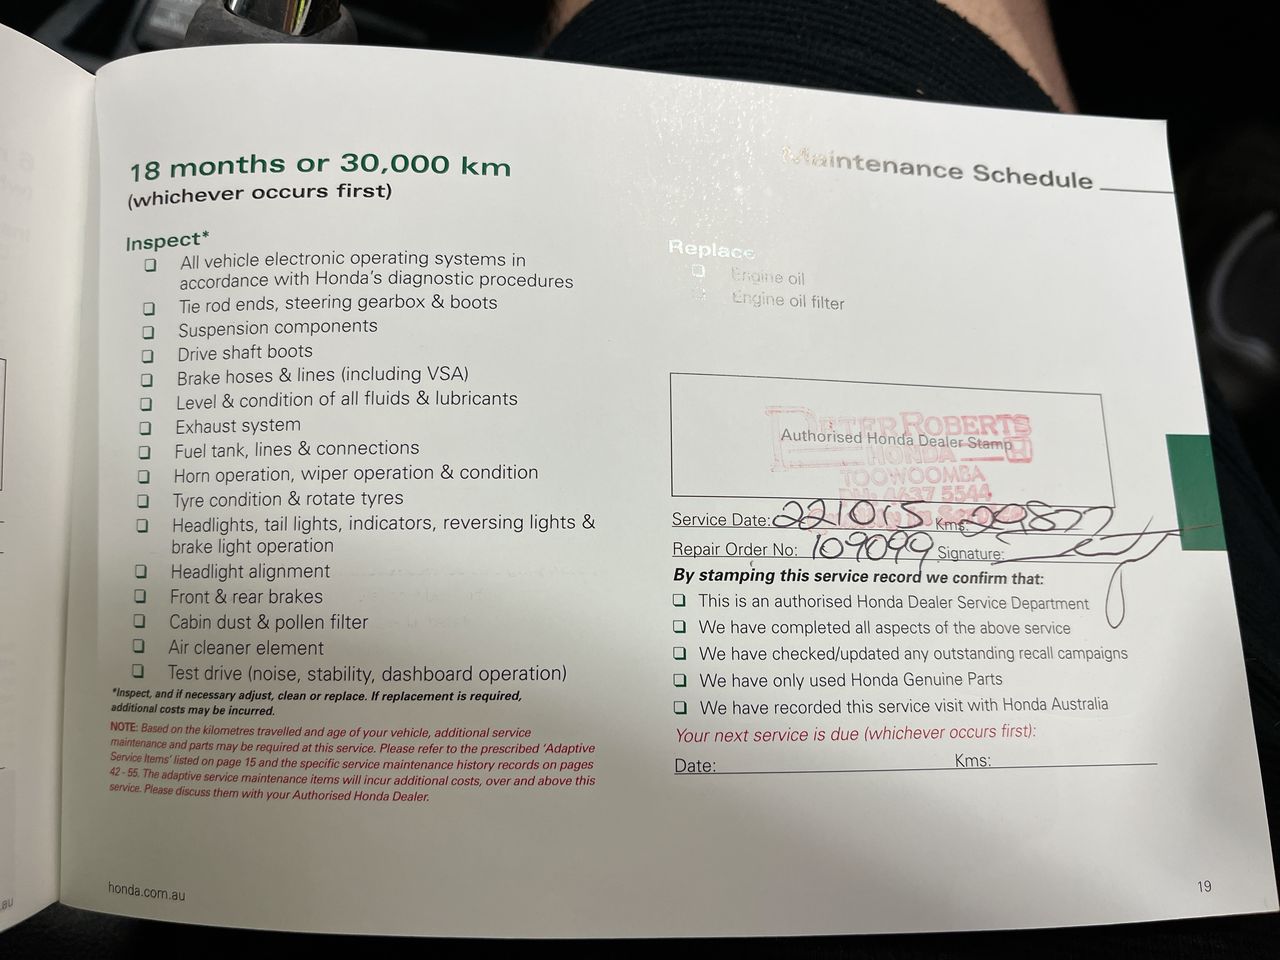 18 months or 30,000 km
(whichever occurs first)
Maintenance Schedule
Inspect*
❏ All vehicle electronic operating systems in
accordance with Honda's diagnostic procedures
❏ Tie rod ends, steering gearbox & boots
❏ Suspension components
❏ Drive shaft boots
❏ Brake hoses & lines (including VSA)
❏ Level & condition of all fluids & lubricants
❏ Exhaust system
❏ Fuel tank, lines & connections
❏ Horn operation, wiper operation & condition
❏ Tyre condition & rotate tyres
❏ Headlights, tail lights, indicators, reversing lights &
brake light operation
❏ Headlight alignment
❏ Front & rear brakes
❏ Cabin dust & pollen filter
❏ Air cleaner element
❏ Test drive (noise, stability, dashboard operation)
*Inspect, and if necessary adjust, clean or replace. If replacement is required,
additional costs may be incurred.
NOTE: Based on the kilometres travelled and age of your vehicle, additional service
maintenance and parts may be required at this service. Please refer to the prescribed 'Adaptive
Service Items' listed on page 15 and the specific service maintenance history records on pages
42 - 55. The adaptive service maintenance items will incur additional costs, over and above this
service. Please discuss them with your Authorised Honda Dealer.
honda.com.au
Replace
❏ Engine oil
❏ Engine oil filter
PETER ROBERTS
Authorised Honda Dealer Stamp
HONDA
TOOWOOMBA
PH: 4637 5544
Service Date: 221015 Kms: 29877
Repair Order No: 109099 Signature:
By stamping this service record we confirm that:
❏ This is an authorised Honda Dealer Service Department
❏ We have completed all aspects of the above service
❏ We have checked/updated any outstanding recall campaigns
❏ We have only used Honda Genuine Parts
❏ We have recorded this service visit with Honda Australia
Your next service is due (whichever occurs first):
Date: Kms:
19